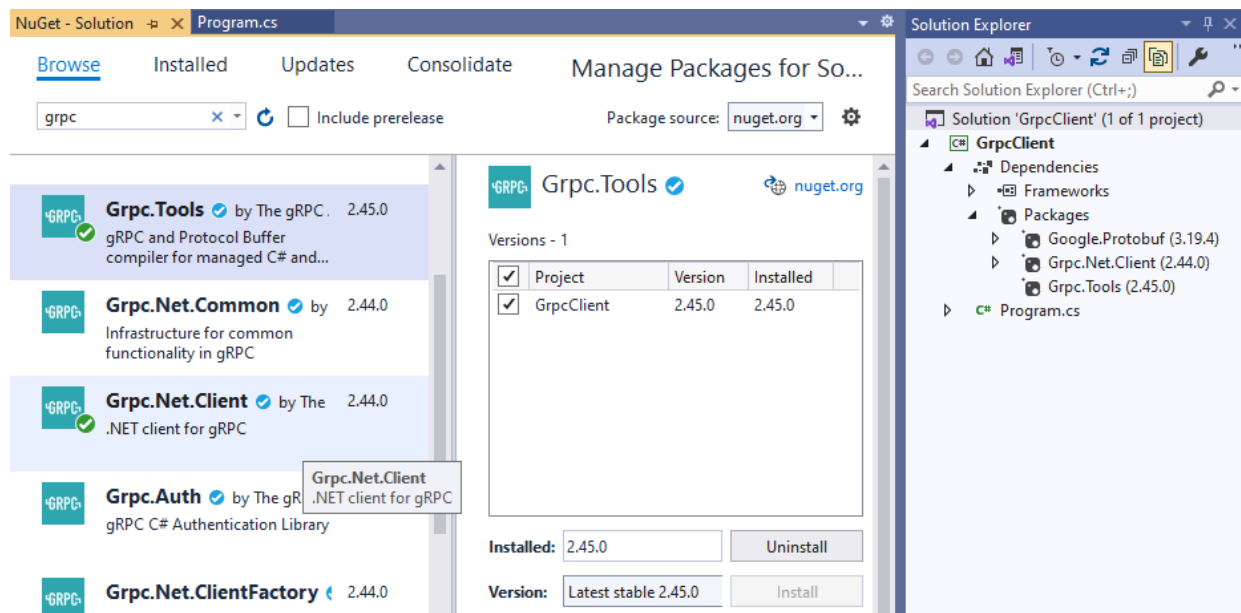 NuGet - Solution
Program.cs
Browse
Installed
Updates
Consolidate
Manage Packages for So...
grpc
Include prerelease
Package source: nuget.org
GRPC
Grpc.Tools by The gRPC. 2.45.0
gRPC and Protocol Buffer
compiler for managed C# and...
GRPC
Grpc.Net.Common by 2.44.0
Infrastructure for common
functionality in gRPC
GRPC
Grpc.Net.Client by The 2.44.0
.NET client for gRPC
Grpc.Net.Client
.NET client for gRPC
GRPC
Grpc.Auth by The gR
gRPC C# Authentication Library
GRPC
Grpc.Net.ClientFactory 2.44.0
GRPC
Grpc.Tools
nuget.org
Versions - 1
Project Version Installed
GrpcClient 2.45.0 2.45.0
Installed: 2.45.0 Uninstall
Version: Latest stable 2.45.0 Install
Solution Explorer
Search Solution Explorer (Ctrl+;)
Solution 'GrpcClient' (1 of 1 project)
C# GrpcClient
Dependencies
Frameworks
Packages
Google.Protobuf (3.19.4)
Grpc.Net.Client (2.44.0)
Grpc.Tools (2.45.0)
C# Program.cs